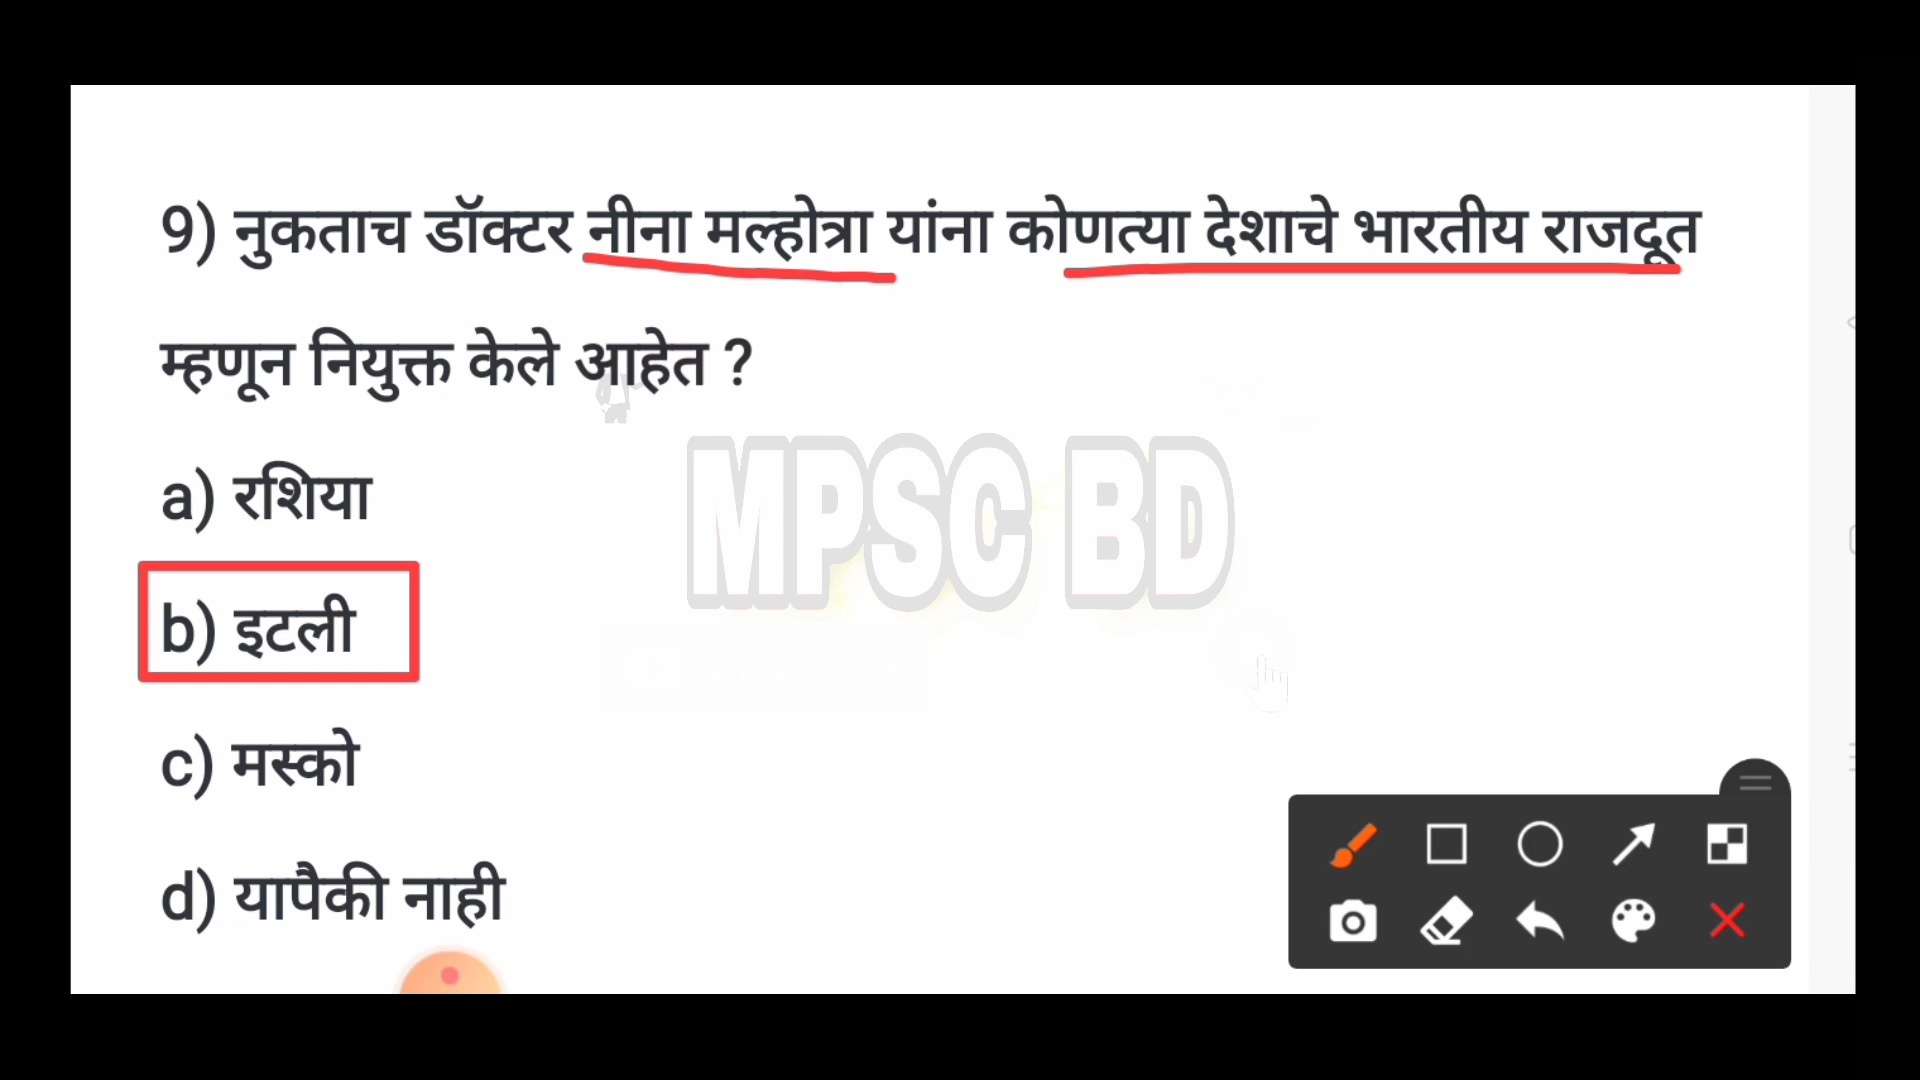 9) नुकताच डॉक्टर नीना मल्होत्रा यांना कोणत्या देशाचे भारतीय राजदूत
म्हणून नियुक्त केले आहेत ?
a) रशिया
MPSC BD
b) इटली
c) मस्को
d) यापैकी नाही